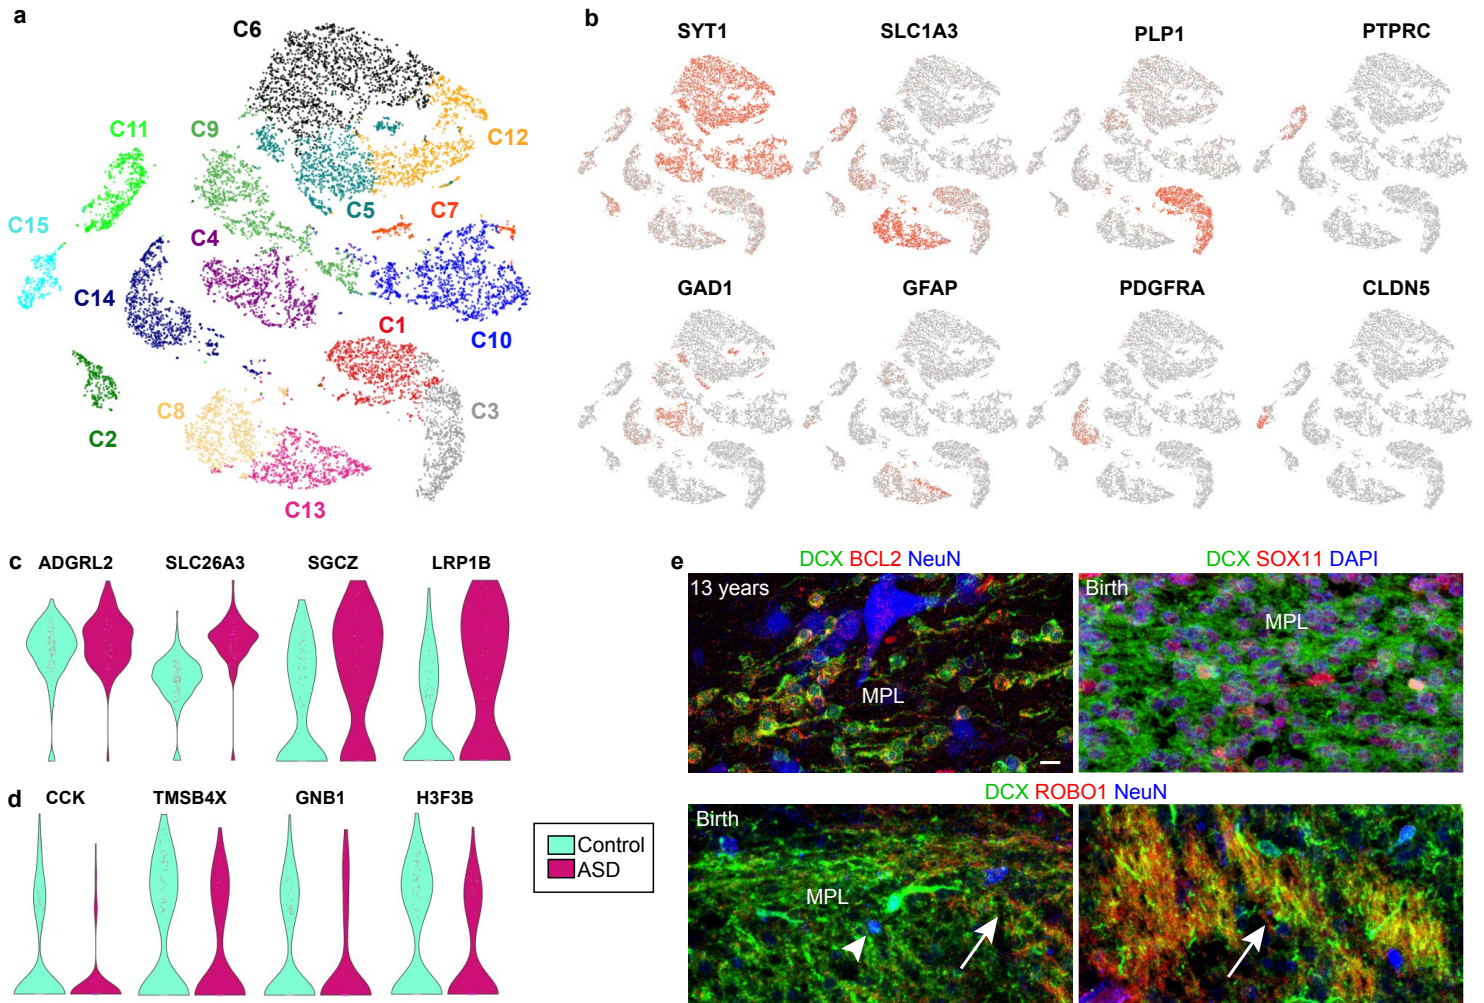 a
C6
C11
C9
C12
C15
C5
C7
C4
C14
C1
C10
C8
C3
C2
C13
b
SYT1
SLC1A3
PLP1
PTPRC
GAD1
GFAP
PDGFRA
CLDN5
c
ADGRL2
SLC26A3
SGCZ
LRP1B
d
CCK
TMSB4X
GNB1
H3F3B
Control
ASD
e
DCX BCL2 NeuN
13 years
MPL
DCX SOX11 DAPI
Birth
MPL
DCX ROBO1 NeuN
Birth
MPL